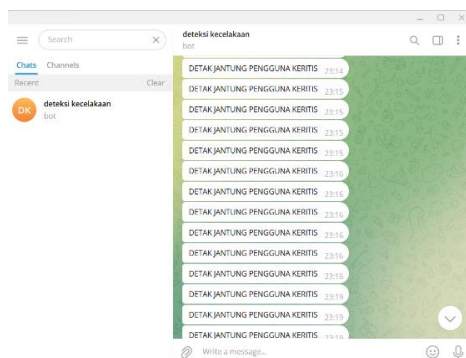 Search
Chats Channels
Recent Clear
DK
deteksi kecelakaan
bot
deteksi kecelakaan
bot
DETAK JANTUNG PENGGUNA KERITIS 23:14
DETAK JANTUNG PENGGUNA KERITIS 23:15
DETAK JANTUNG PENGGUNA KERITIS 23:15
DETAK JANTUNG PENGGUNA KERITIS 23:15
DETAK JANTUNG PENGGUNA KERITIS 23:15
DETAK JANTUNG PENGGUNA KERITIS 23:16
DETAK JANTUNG PENGGUNA KERITIS 23:16
DETAK JANTUNG PENGGUNA KERITIS 23:16
DETAK JANTUNG PENGGUNA KERITIS 23:16
DETAK JANTUNG PENGGUNA KERITIS 23:16
DETAK JANTUNG PENGGUNA KERITIS 23:16
DETAK JANTUNG PENGGUNA KERITIS 23:19
DETAK JANTUNG PENGGUNA KERITIS 23:19
DETAK JANTUNG PENGGUNA KERITIS 23:19
Write a message...